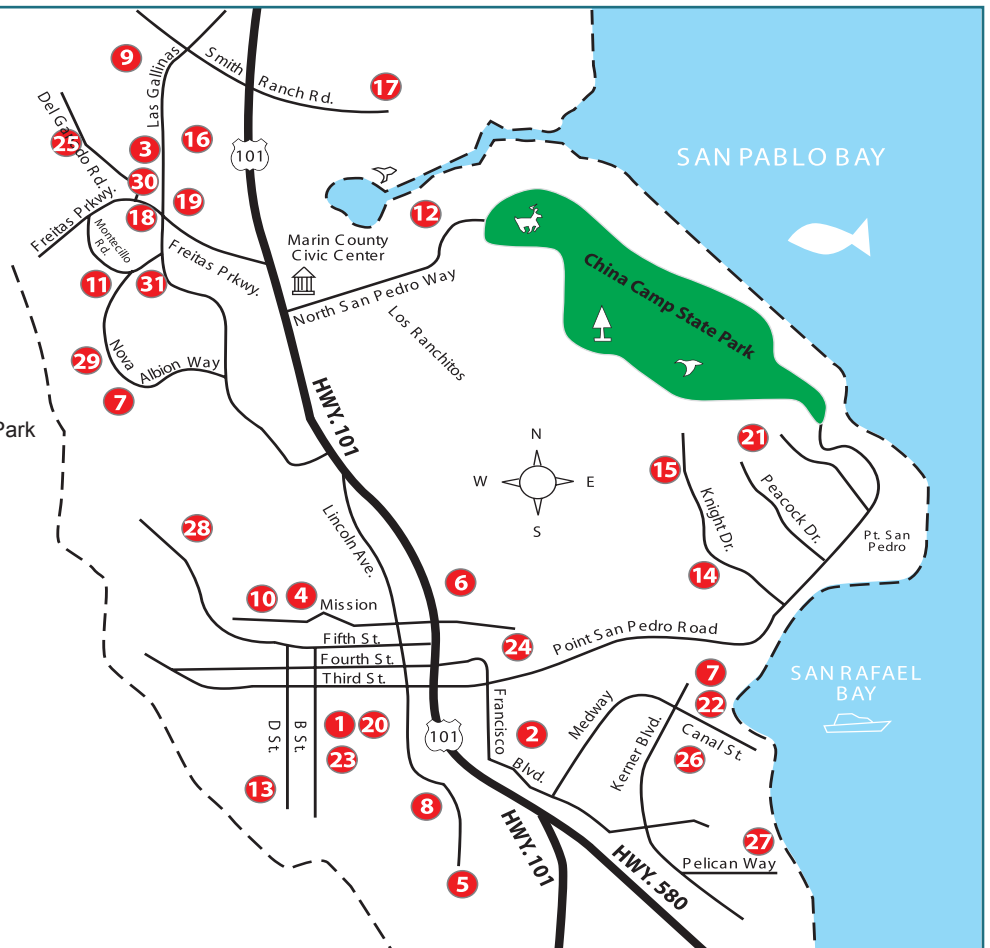 9
Las Gallinas
Smith
Ranch Rd.
17
Del Ganado Rd.
25
3
16
101
30
19
18
Freitas Prkwy.
Montecillo
Rd.
Freitas Prkwy.
11
31
12
Marin County
Civic Center
North San Pedro Way
Los Ranchitos
SAN PABLO BAY
China Camp State Park
29
Nova
Albion Way
7
HWY. 101
Park
N
W
E
S
21
15
Knight Dr.
Peacock Dr.
Pt. San
Pedro
14
28
Lincoln Ave.
10
4
Mission
6
24
Point San Pedro Road
Fifth St.
Fourth St.
Third St.
7
22
SAN RAFAEL
BAY
D St.
B St.
1
20
23
13
101
Francisco
Blvd.
2
Medway
Kerner Blvd.
Canal St.
26
8
5
HWY. 101
HWY. 580
27
Pelican Way